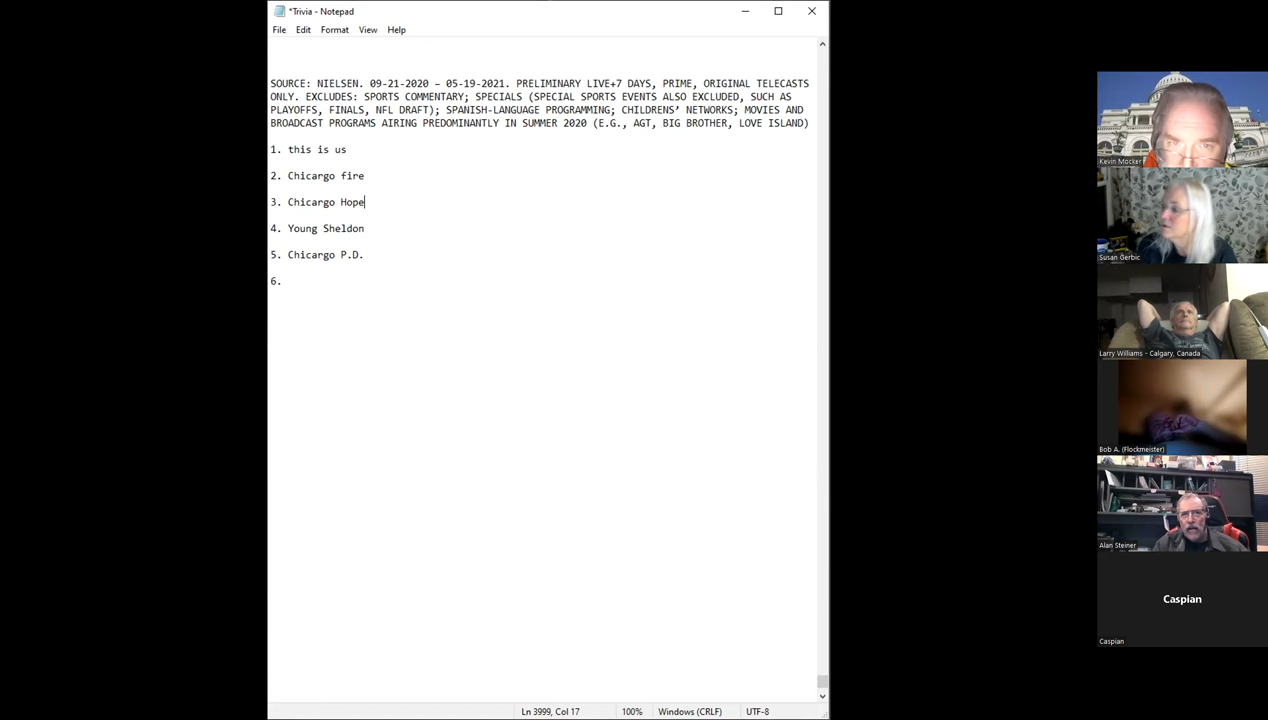 *Trivia - Notepad
File Edit Format View Help
SOURCE: NIELSEN. 09-21-2020 – 05-19-2021. PRELIMINARY LIVE+7 DAYS, PRIME, ORIGINAL TELECASTS
ONLY. EXCLUDES: SPORTS COMMENTARY; SPECIALS (SPECIAL SPORTS EVENTS ALSO EXCLUDED, SUCH AS
PLAYOFFS, FINALS, NFL DRAFT); SPANISH-LANGUAGE PROGRAMMING; CHILDRENS’ NETWORKS; MOVIES AND
BROADCAST PROGRAMS AIRING PREDOMINANTLY IN SUMMER 2020 (E.G., AGT, BIG BROTHER, LOVE ISLAND)
1. this is us
2. Chicargo fire
3. Chicargo Hope
4. Young Sheldon
5. Chicargo P.D.
6.
Ln 3999, Col 17 100% Windows (CRLF) UTF-8
Kevin Mocker
Susan Gerbic
Larry Williams - Calgary, Canada
Bob A. (Flockmeister)
Alan Steiner
Caspian
Caspian